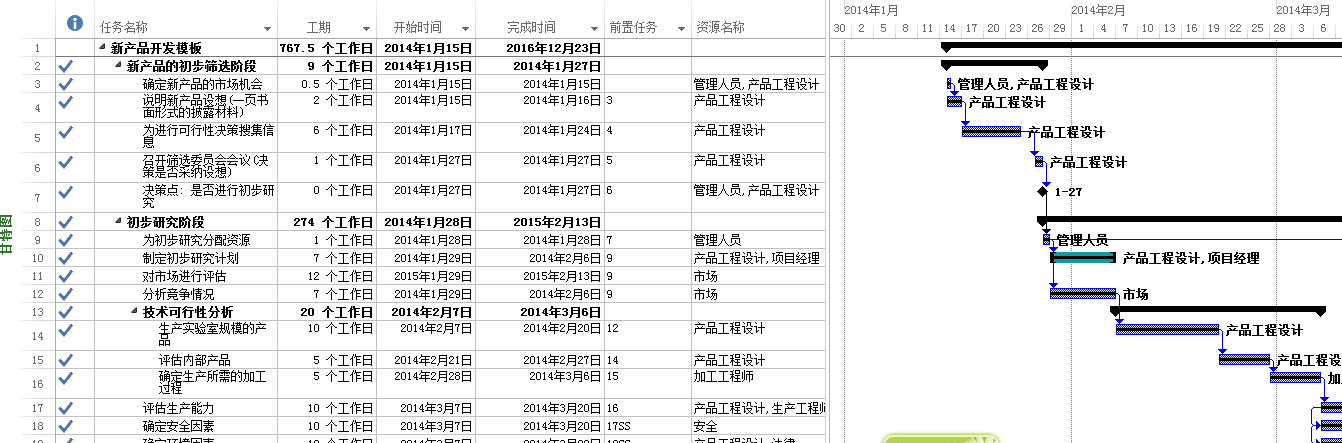 2014年1月 2014年2月 2014年3月
任务名称 工期 开始时间 完成时间 前置任务 资源名称 30 2 5 8 11 14 17 20 23 26 29 1 4 7 10 13 16 19 22 25 28 3 6
1 新产品开发模板 767.5 个工作日 2014年1月15日 2016年12月23日
2 新产品的初步筛选阶段 9 个工作日 2014年1月15日 2014年1月27日
3 确定新产品的市场机会 0.5 个工作日 2014年1月15日 2014年1月15日 管理人员,产品工程设计 管理人员,产品工程设计
4 说明新产品设想(一页书
面形式的披露材料) 2 个工作日 2014年1月15日 2014年1月16日 3 产品工程设计 产品工程设计
5 为进行可行性决策搜集信
息 6 个工作日 2014年1月17日 2014年1月24日 4 产品工程设计 产品工程设计
6 召开筛选委员会会议(决
策是否采纳设想) 1 个工作日 2014年1月27日 2014年1月27日 5 产品工程设计 产品工程设计
7 决策点: 是否进行初步研
究 0 个工作日 2014年1月27日 2014年1月27日 6 管理人员,产品工程设计 1-27
甘特图
8 初步研究阶段 274 个工作日 2014年1月28日 2015年2月13日
9 为初步研究分配资源 1 个工作日 2014年1月28日 2014年1月28日 7 管理人员 管理人员
10 制定初步研究计划 7 个工作日 2014年1月29日 2014年2月6日 9 产品工程设计,项目经理 产品工程设计,项目经理
11 对市场进行评估 12 个工作日 2015年1月29日 2015年2月13日 9 市场
12 分析竞争情况 7 个工作日 2014年1月29日 2014年2月6日 9 市场 市场
13 技术可行性分析 20 个工作日 2014年2月7日 2014年3月6日
14 生产实验室规模的产
品 10 个工作日 2014年2月7日 2014年2月20日 12 产品工程设计 产品工程设计
15 评估内部产品 5 个工作日 2014年2月21日 2014年2月27日 14 产品工程设计 产品工程设
16 确定生产所需的加工
过程 5 个工作日 2014年2月28日 2014年3月6日 15 加工工程师 加
17 评估生产能力 10 个工作日 2014年3月7日 2014年3月20日 16 产品工程设计,生产工程师
18 确定安全因素 10 个工作日 2014年3月7日 2014年3月20日 17SS 安全